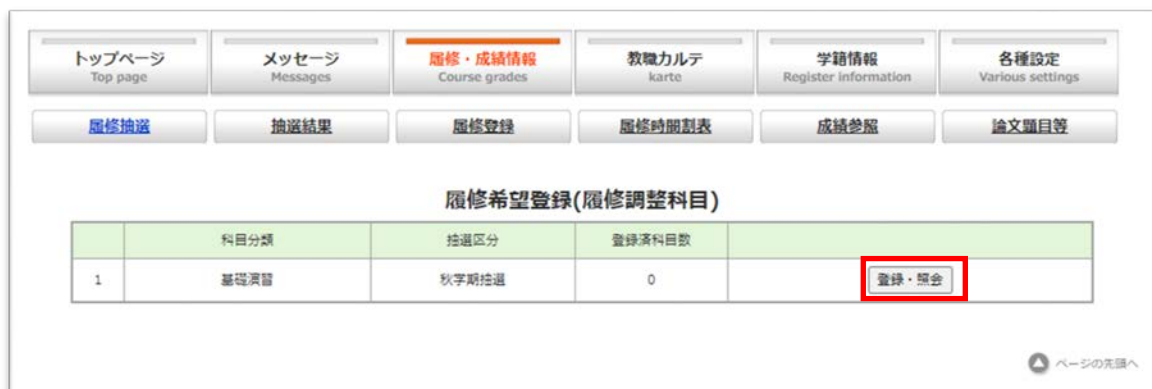 トップページ メッセージ 履修・成績情報 教職カルテ 学籍情報 各種設定
Top page Messages Course grades karte Register information Various settings
履修抽選 抽選結果 履修登録 履修時間割表 成績参照 論文題目等
履修希望登録(履修調整科目)
科目分類 抽選区分 登録済科目数
1 基礎演習 秋学期抽選 0 登録・照会
ページの先頭へ